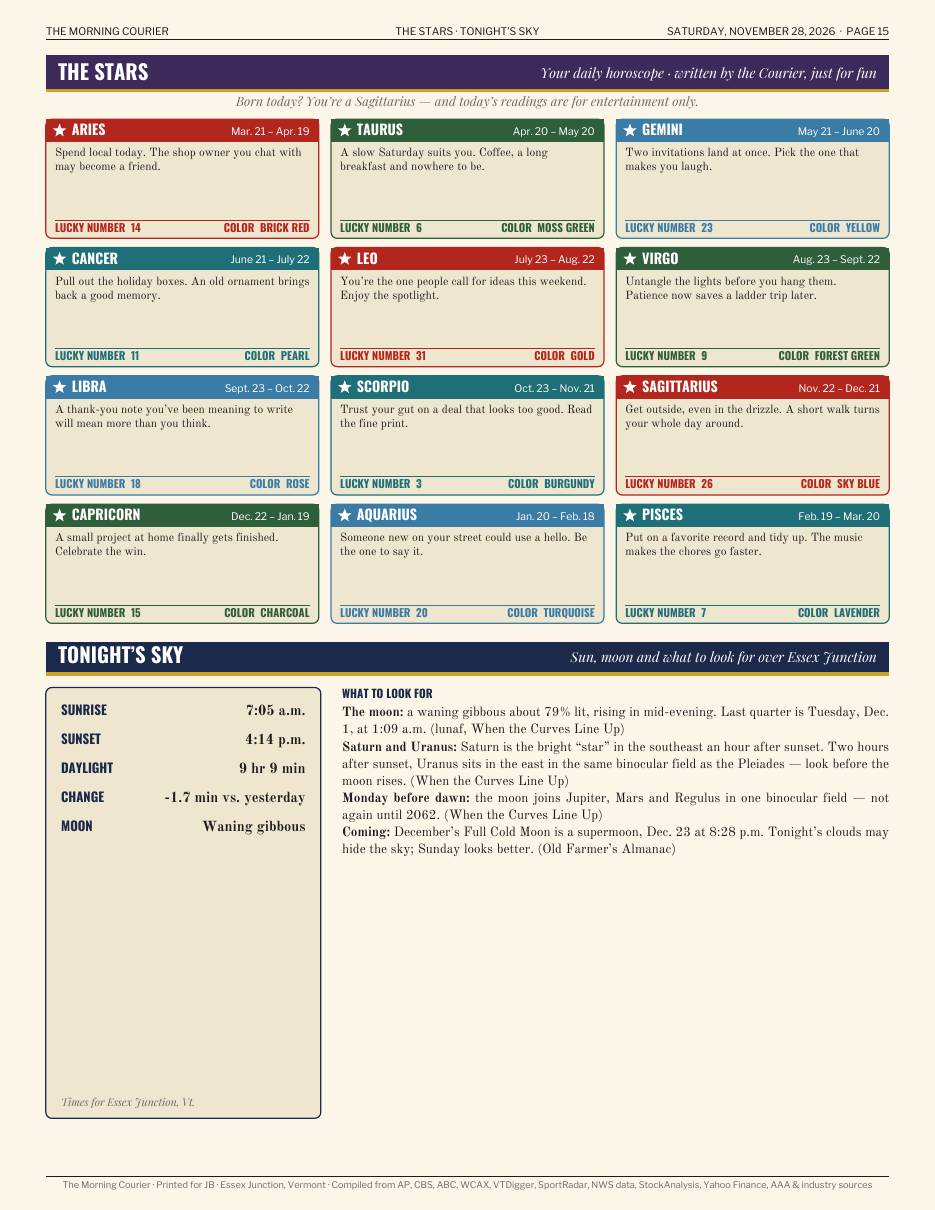 THE MORNING COURIER
THE STARS · TONIGHT'S SKY
SATURDAY, NOVEMBER 28, 2026 · PAGE 15
THE STARS
Your daily horoscope · written by the Courier, just for fun
Born today? You’re a Sagittarius — and today’s readings are for entertainment only.
★ ARIES Mar. 21 – Apr. 19
Spend local today. The shop owner you chat with
may become a friend.
LUCKY NUMBER 14 COLOR BRICK RED
★ TAURUS Apr. 20 – May 20
A slow Saturday suits you. Coffee, a long
breakfast and nowhere to be.
LUCKY NUMBER 6 COLOR MOSS GREEN
★ GEMINI May 21 – June 20
Two invitations land at once. Pick the one that
makes you laugh.
LUCKY NUMBER 23 COLOR YELLOW
★ CANCER June 21 – July 22
Pull out the holiday boxes. An old ornament brings
back a good memory.
LUCKY NUMBER 11 COLOR PEARL
★ LEO July 23 – Aug. 22
You’re the one people call for ideas this weekend.
Enjoy the spotlight.
LUCKY NUMBER 31 COLOR GOLD
★ VIRGO Aug. 23 – Sept. 22
Untangle the lights before you hang them.
Patience now saves a ladder trip later.
LUCKY NUMBER 9 COLOR FOREST GREEN
★ LIBRA Sept. 23 – Oct. 22
A thank-you note you’ve been meaning to write
will mean more than you think.
LUCKY NUMBER 18 COLOR ROSE
★ SCORPIO Oct. 23 – Nov. 21
Trust your gut on a deal that looks too good. Read
the fine print.
LUCKY NUMBER 3 COLOR BURGUNDY
★ SAGITTARIUS Nov. 22 – Dec. 21
Get outside, even in the drizzle. A short walk turns
your whole day around.
LUCKY NUMBER 26 COLOR SKY BLUE
★ CAPRICORN Dec. 22 – Jan. 19
A small project at home finally gets finished.
Celebrate the win.
LUCKY NUMBER 15 COLOR CHARCOAL
★ AQUARIUS Jan. 20 – Feb. 18
Someone new on your street could use a hello. Be
the one to say it.
LUCKY NUMBER 20 COLOR TURQUOISE
★ PISCES Feb. 19 – Mar. 20
Put on a favorite record and tidy up. The music
makes the chores go faster.
LUCKY NUMBER 7 COLOR LAVENDER
TONIGHT’S SKY
Sun, moon and what to look for over Essex Junction
SUNRISE 7:05 a.m.
SUNSET 4:14 p.m.
DAYLIGHT 9 hr 9 min
CHANGE -1.7 min vs. yesterday
MOON Waning gibbous
Times for Essex Junction, Vt.
WHAT TO LOOK FOR
The moon: a waning gibbous about 79% lit, rising in mid-evening. Last quarter is Tuesday, Dec.
1, at 1:09 a.m. (lunaf, When the Curves Line Up)
Saturn and Uranus: Saturn is the bright “star” in the southeast an hour after sunset. Two hours
after sunset, Uranus sits in the east in the same binocular field as the Pleiades — look before the
moon rises. (When the Curves Line Up)
Monday before dawn: the moon joins Jupiter, Mars and Regulus in one binocular field — not
again until 2062. (When the Curves Line Up)
Coming: December’s Full Cold Moon is a supermoon, Dec. 23 at 8:28 p.m. Tonight’s clouds may
hide the sky; Sunday looks better. (Old Farmer’s Almanac)
The Morning Courier · Printed for JB · Essex Junction, Vermont · Compiled from AP, CBS, ABC, WCAX, VTDigger, SportRadar, NWS data, StockAnalysis, Yahoo Finance, AAA & industry sources